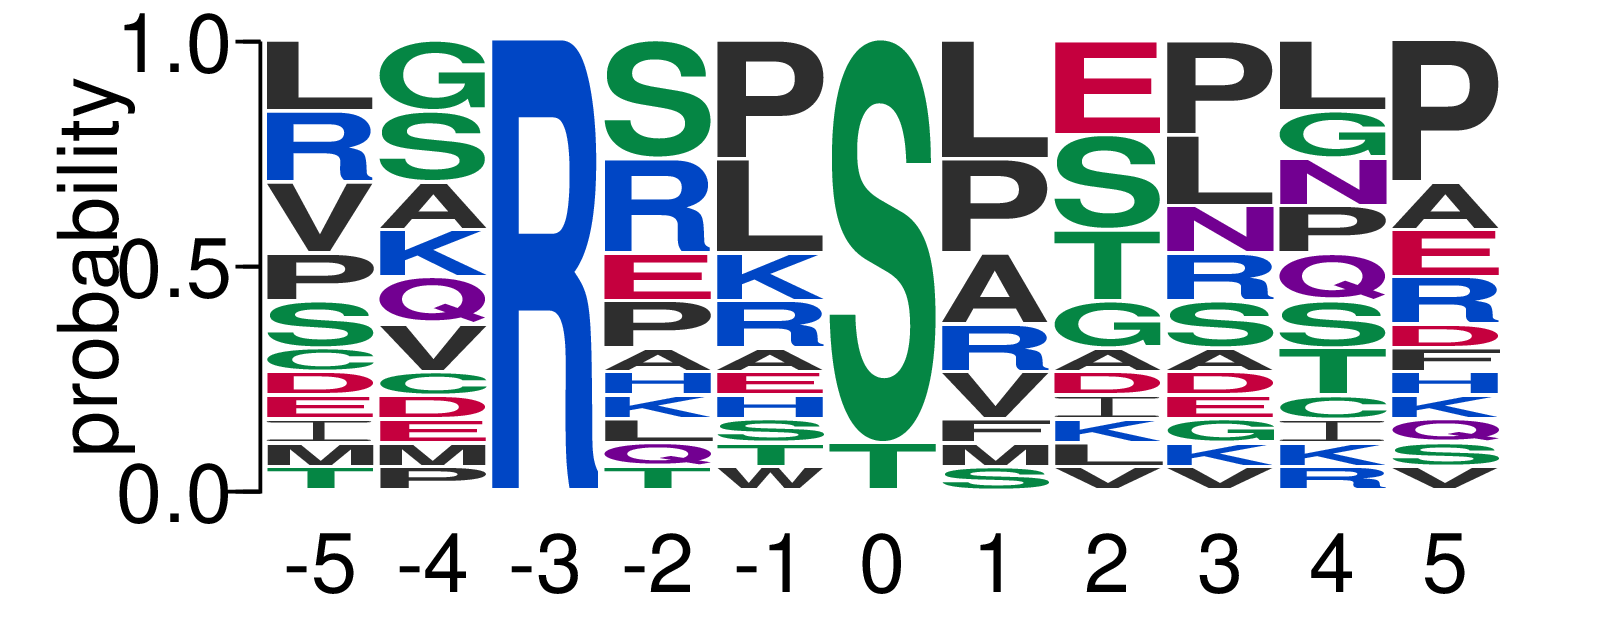 probability
1.0
0.5
0.0
L R V P S C D E I M T
G S A K Q V C D E M P
R
S R E P A H K L Q T
P L K R A E H S T W
S T
L P A R V F M S
E S T G A D I K L V
P L N R S A D E G K V
L G N P Q S T C I K R
P A E R D F H K Q S V
-5 -4 -3 -2 -1 0 1 2 3 4 5